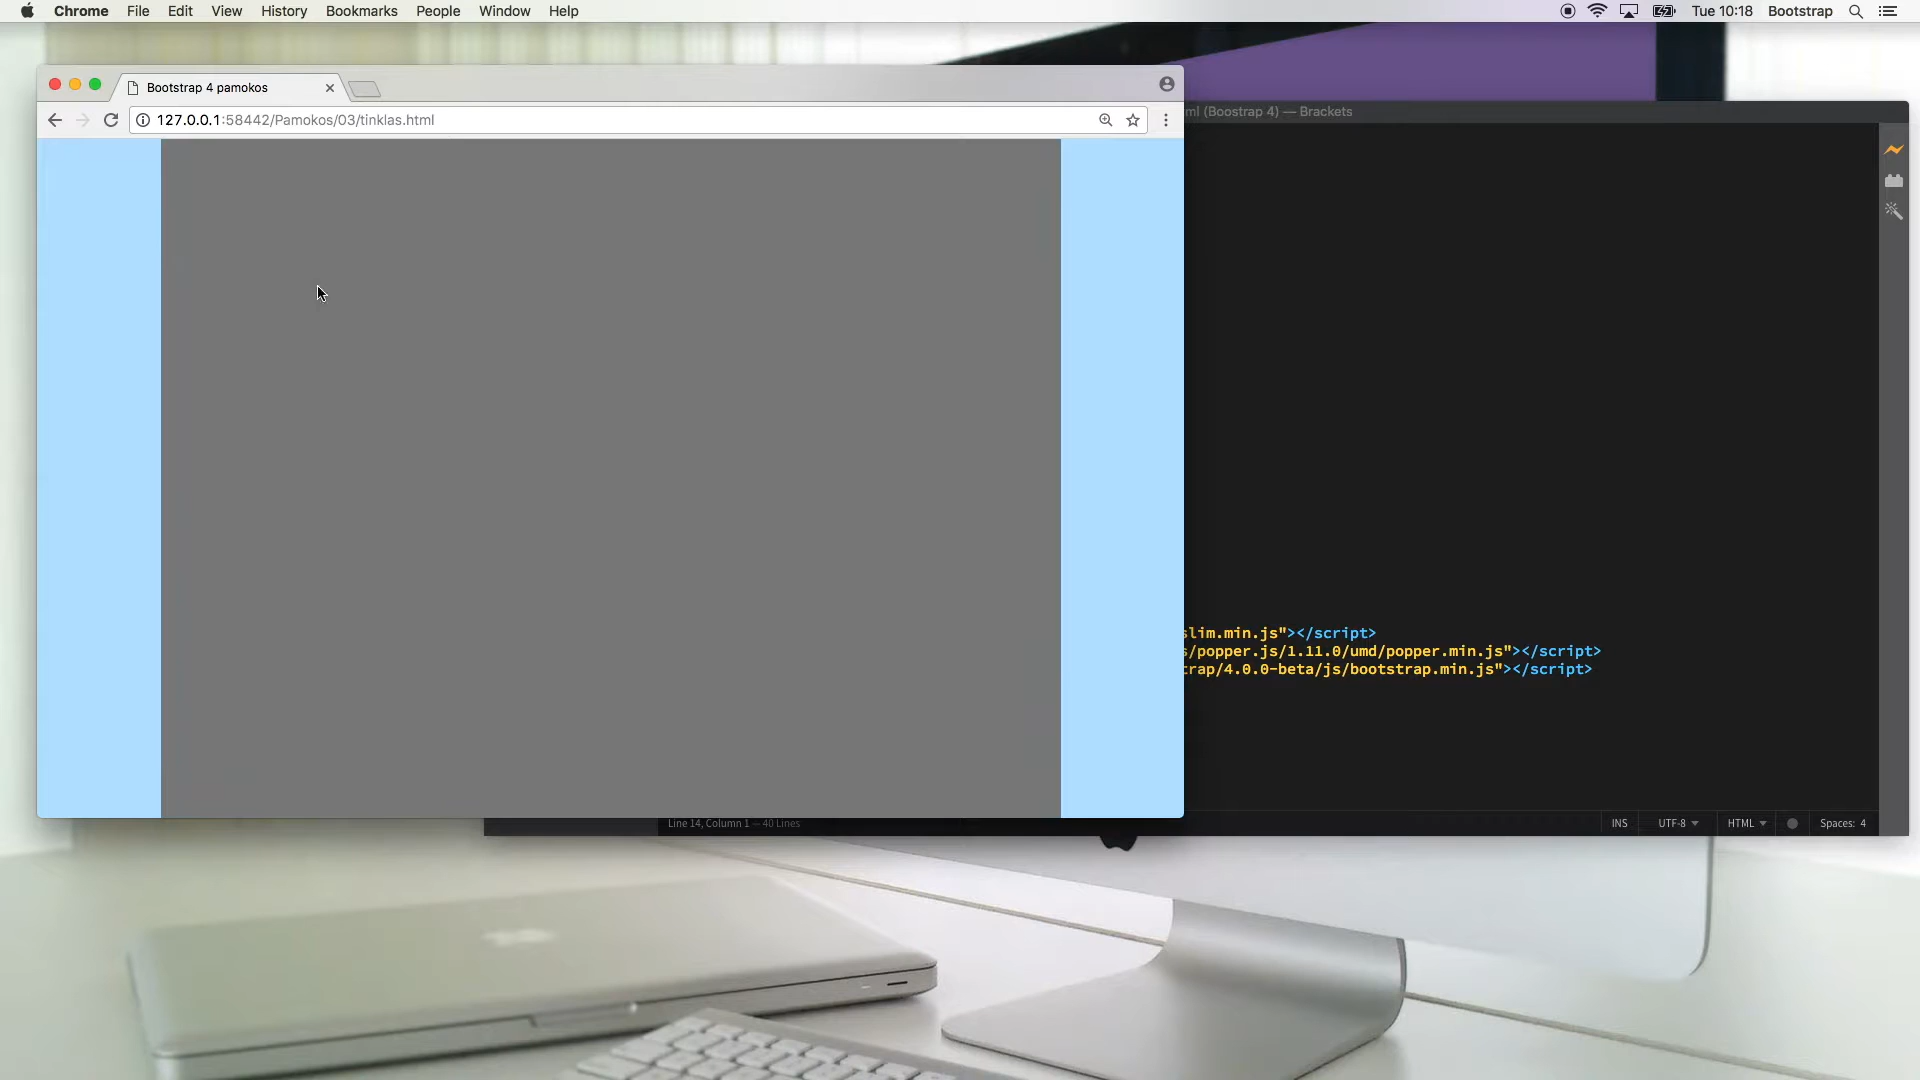 Chrome File Edit View History Bookmarks People Window Help Tue 10:18 Bootstrap
Bootstrap 4 pamokos
127.0.0.1:58442/Pamokos/03/tinklas.html
ml (Boostrap 4) — Brackets
slim.min.js"></script>
s/popper.js/1.11.0/umd/popper.min.js"></script>
trap/4.0.0-beta/js/bootstrap.min.js"></script>
Line 14, Column 1 — 40 Lines INS UTF-8 HTML Spaces: 4